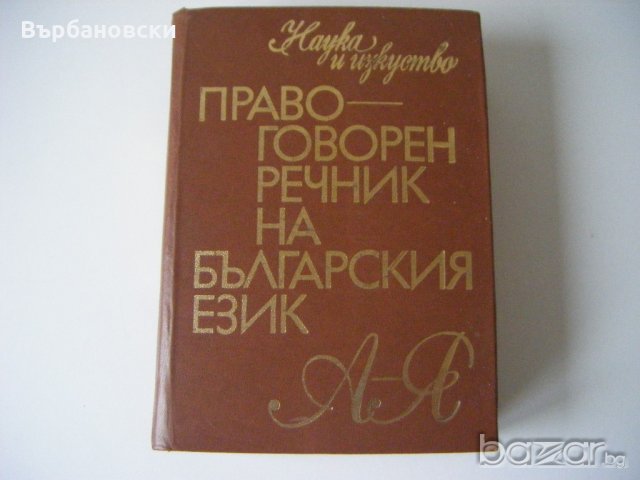 Върбановски
Наука
и изкуство
ПРАВО—
ГОВОРЕН
РЕЧНИК
НА
БЪЛГАРСКИЯ
ЕЗИК
А-Я
bazar.bg